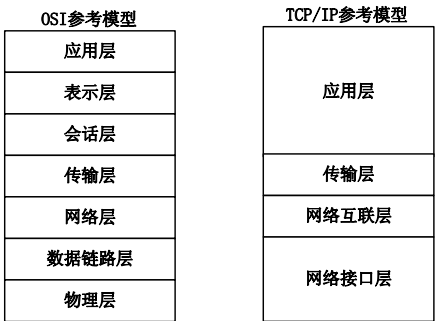 OSI参考模型
应用层
表示层
会话层
传输层
网络层
数据链路层
物理层
TCP/IP参考模型
应用层
传输层
网络互联层
网络接口层